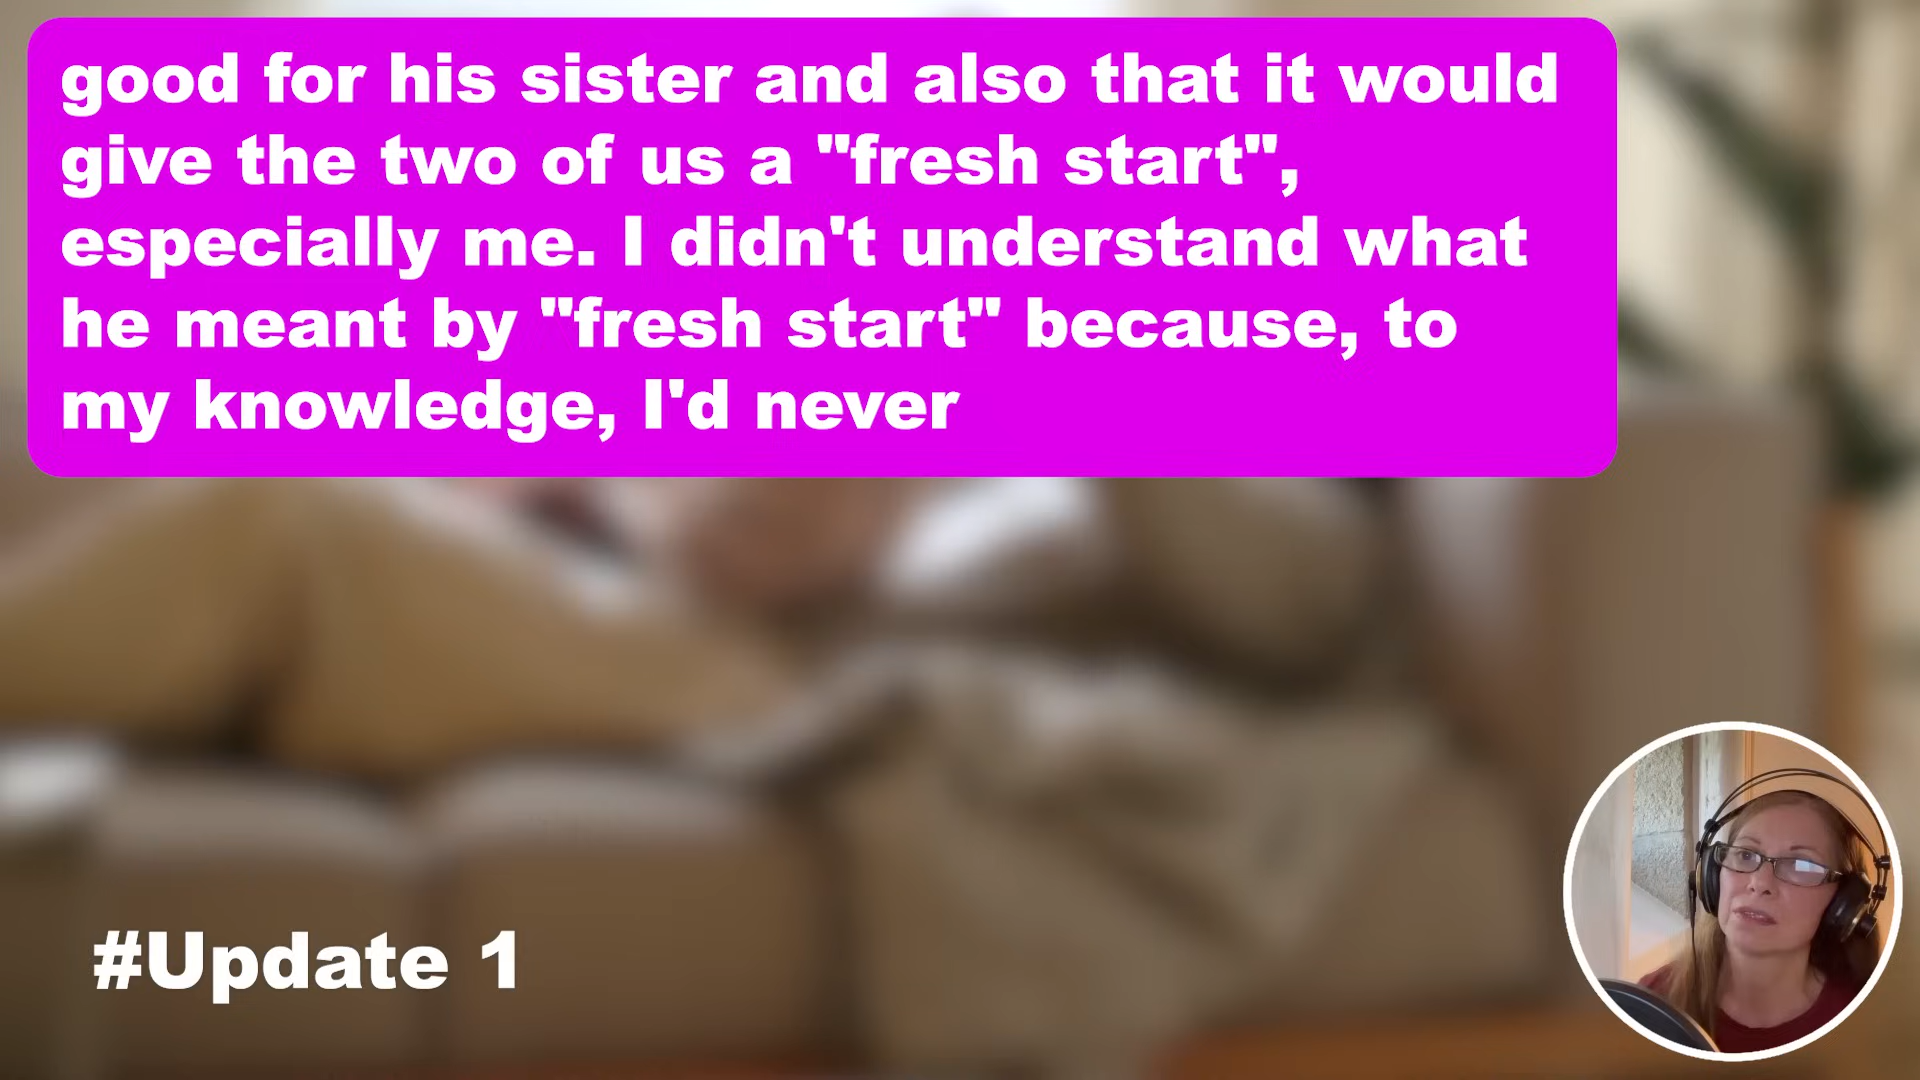 good for his sister and also that it would
give the two of us a "fresh start",
especially me. I didn't understand what
he meant by "fresh start" because, to
my knowledge, I'd never
#Update 1